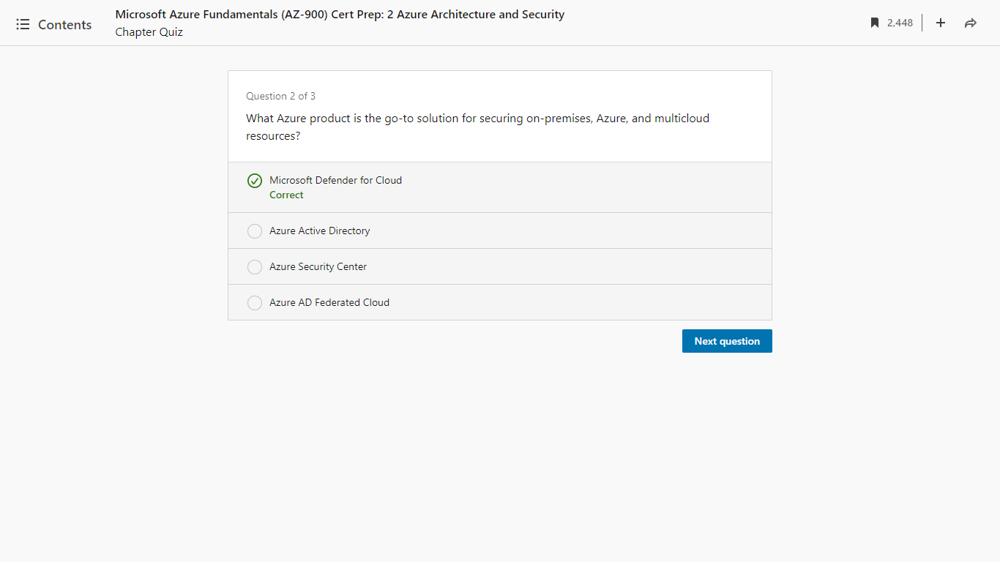 Contents
Microsoft Azure Fundamentals (AZ-900) Cert Prep: 2 Azure Architecture and Security
Chapter Quiz
2,448
Question 2 of 3
What Azure product is the go-to solution for securing on-premises, Azure, and multicloud
resources?
Microsoft Defender for Cloud
Correct
Azure Active Directory
Azure Security Center
Azure AD Federated Cloud
Next question